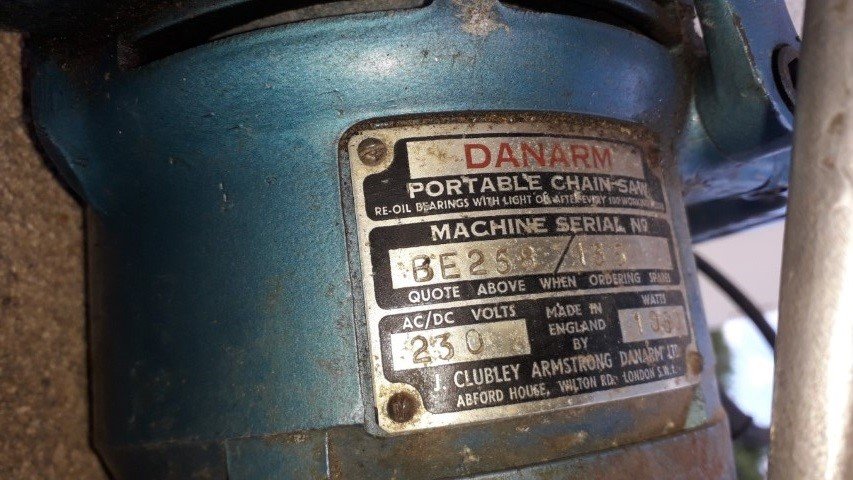 DANARM
PORTABLE CHAIN SAW
RE-OIL BEARINGS WITH LIGHT OIL AFTER EVERY 100 WORKING
MACHINE SERIAL NO
QUOTE ABOVE WHEN ORDERING SPARES
AC/DC VOLTS MADE IN WATTS
230 ENGLAND
BY
J. CLUBLEY ARMSTRONG DANARM LTD
ABFORD HOUSE, WILTON RD. LONDON S.W.1.